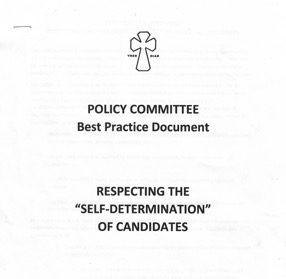 POLICY COMMITTEE
Best Practice Document
RESPECTING THE
"SELF-DETERMINATION"
OF CANDIDATES